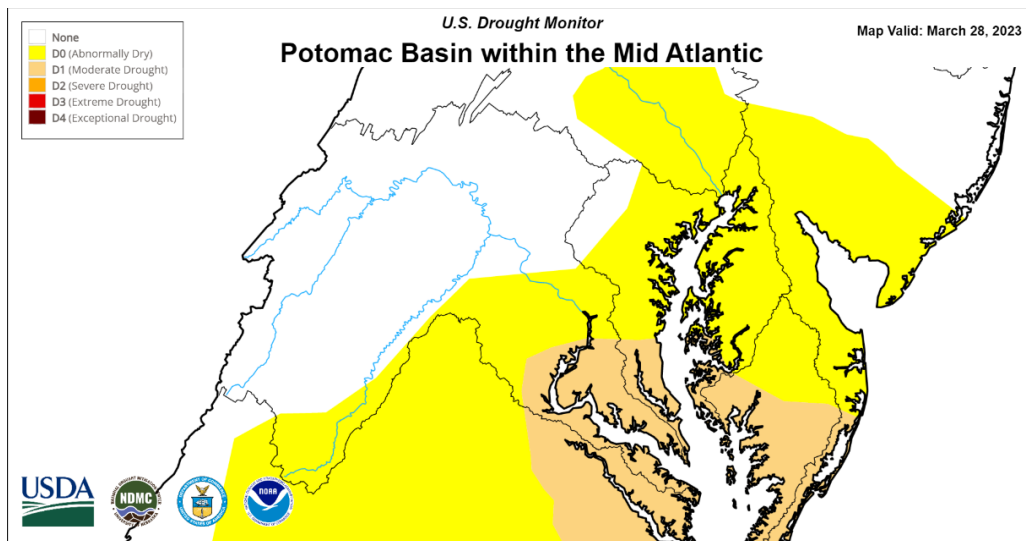 U.S. Drought Monitor
Potomac Basin within the Mid Atlantic
Map Valid: March 28, 2023
None
D0 (Abnormally Dry)
D1 (Moderate Drought)
D2 (Severe Drought)
D3 (Extreme Drought)
D4 (Exceptional Drought)
USDA
NDMC
NOAA